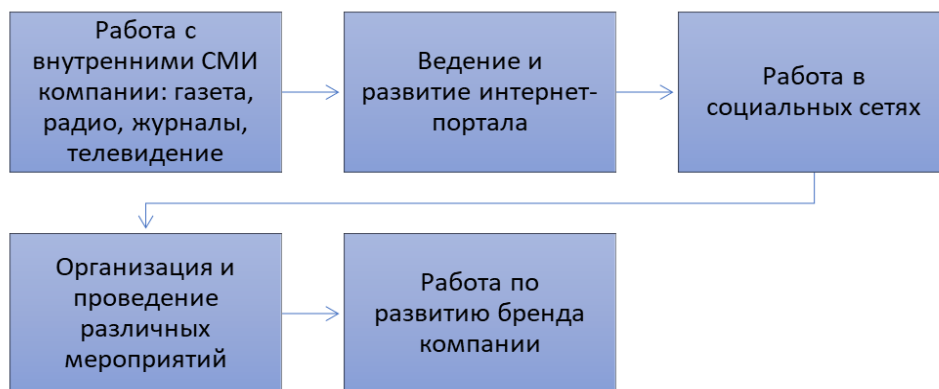 Работа с
внутренними СМИ
компании: газета,
радио, журналы,
телевидение
Ведение и
развитие интернет-
портала
Работа в
социальных сетях
Организация и
проведение
различных
мероприятий
Работа по
развитию бренда
компании